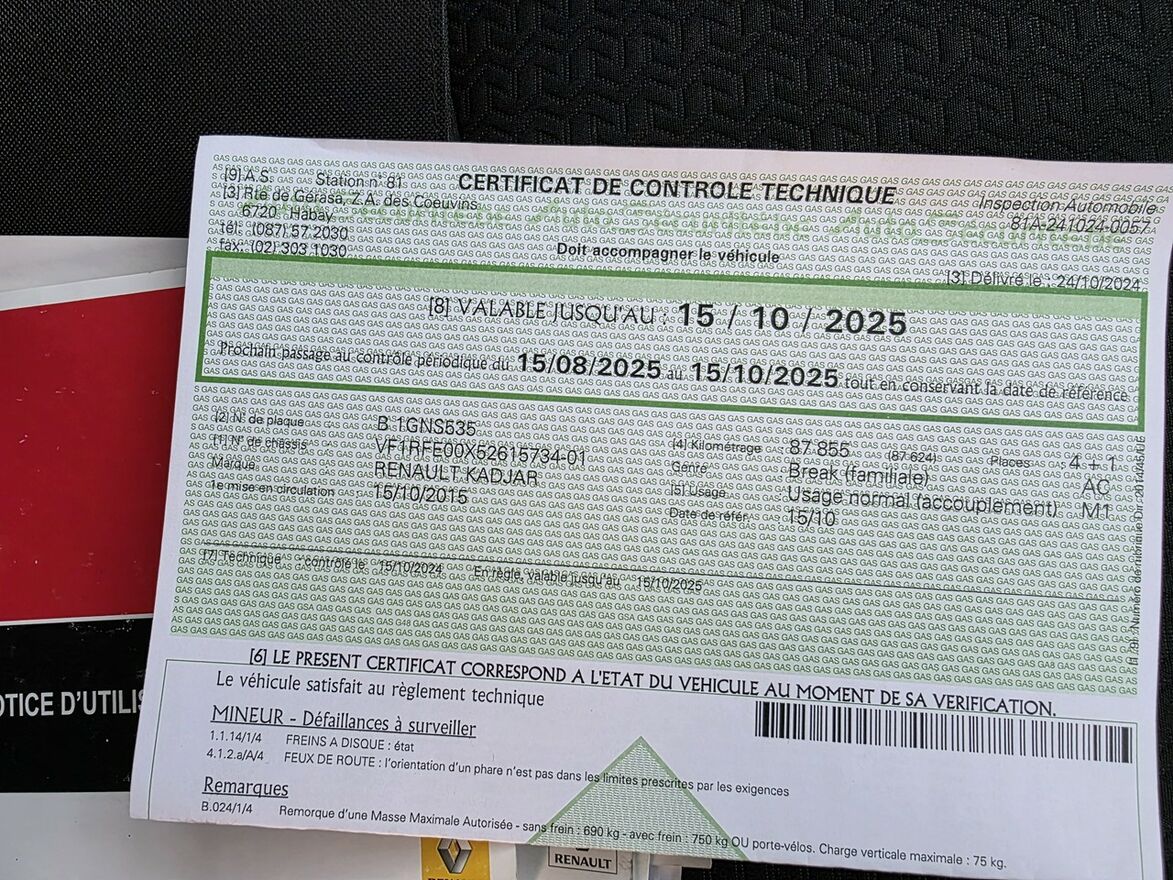 [9] A.S. Station n° 81
[3] Rte de Gérasa, Z.A. des Coeuvins
6720 Habay
tél. (087) 57 2030
fax. (02) 303 1030
CERTIFICAT DE CONTROLE TECHNIQUE
Doit accompagner le véhicule
Inspection Automobile
81A-241024-0057
[3] Délivré le : 24/10/2024
[8] VALABLE JUSQU'AU : 15 / 10 / 2025
Prochain passage au contrôle périodique du 15/08/2025 au 15/10/2025 tout en conservant la date de référence
[2] N° de plaque : B 1GNS635
[1] N° de châssis : VF1RFE00X52615734-01
Marque : RENAULT KADJAR
1e mise en circulation : 15/10/2015
[4] Kilométrage : 87 855 (87 624) Places : 4 + 1
Genre : Break (familiale) AC
[5] Usage : Usage normal (accouplement) M1
Date de référ. : 15/10
[7] Technique : contrôlé le 15/10/2024 En règle, valable jusqu'au 15/10/2025
[6] LE PRESENT CERTIFICAT CORRESPOND A L'ETAT DU VEHICULE AU MOMENT DE SA VERIFICATION.
Le véhicule satisfait au règlement technique
MINEUR - Défaillances à surveiller
1.1.14/1/4 FREINS A DISQUE : état
4.1.2.a/A/4 FEUX DE ROUTE : l'orientation d'un phare n'est pas dans les limites prescrites par les exigences
Remarques
B.024/1/4 Remorque d'une Masse Maximale Autorisée - sans frein : 690 kg - avec frein : 750 kg OU porte-vélos. Charge verticale maximale : 75 kg.
OTICE D'UTILIS
RENAULT